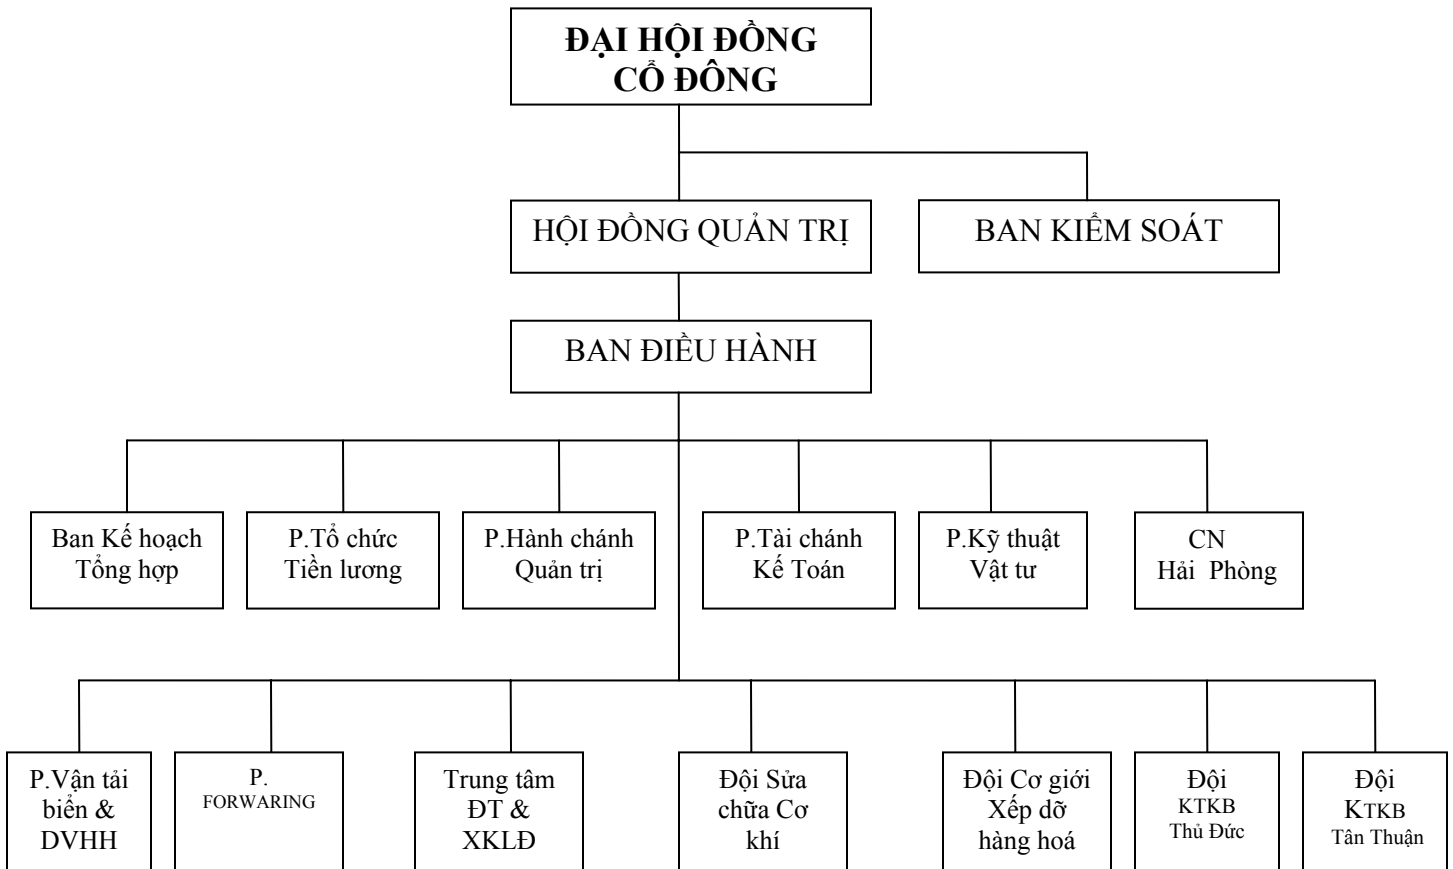 ĐẠI HỘI ĐỒNG
CỔ ĐÔNG
HỘI ĐỒNG QUẢN TRỊ
BAN KIỂM SOÁT
BAN ĐIỀU HÀNH
Ban Kế hoạch
Tổng hợp
P.Tổ chức
Tiền lương
P.Hành chánh
Quản trị
P.Tài chánh
Kế Toán
P.Kỹ thuật
Vật tư
CN
Hải Phòng
P.Vận tải
biển &
DVHH
P.
FORWARING
Trung tâm
ĐT &
XKLĐ
Đội Sửa
chữa Cơ
khí
Đội Cơ giới
Xếp dỡ
hàng hoá
Đội
KTKB
Thủ Đức
Đội
KTKB
Tân Thuận